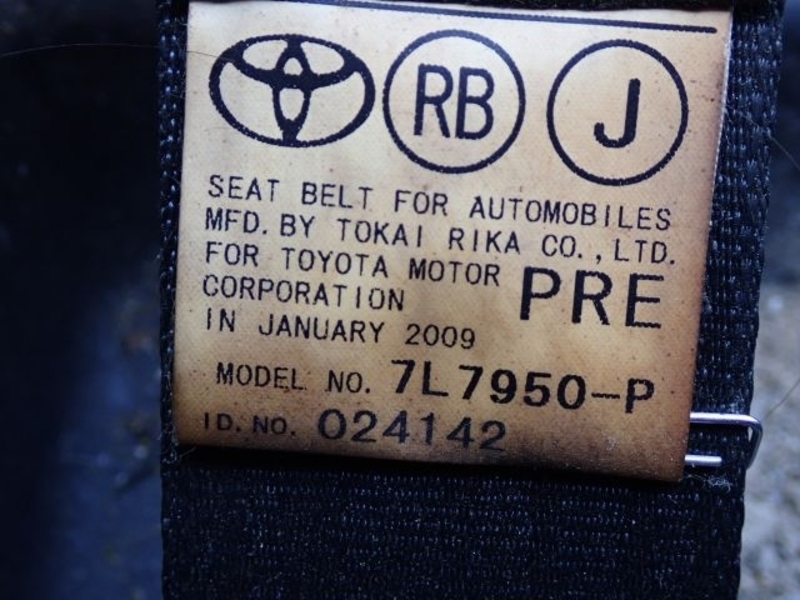 RB J
SEAT BELT FOR AUTOMOBILES
MFD. BY TOKAI RIKA CO., LTD.
FOR TOYOTA MOTOR
CORPORATION PRE
IN JANUARY 2009
MODEL NO. 7L7950-P
ID. NO. 024142